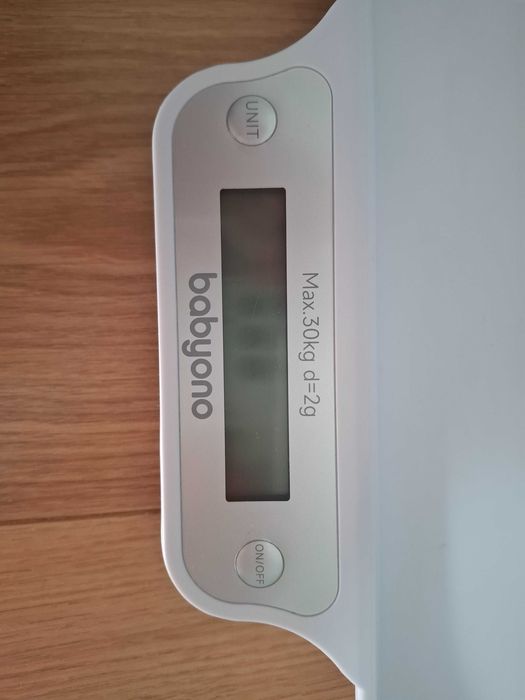 Max.30kg d=2g
UNIT
ON/OFF
babyono